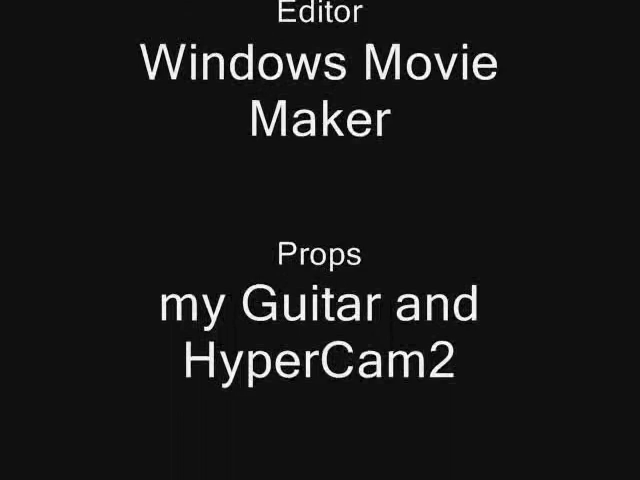 Editor
Windows Movie
Maker
Props
my Guitar and
HyperCam2